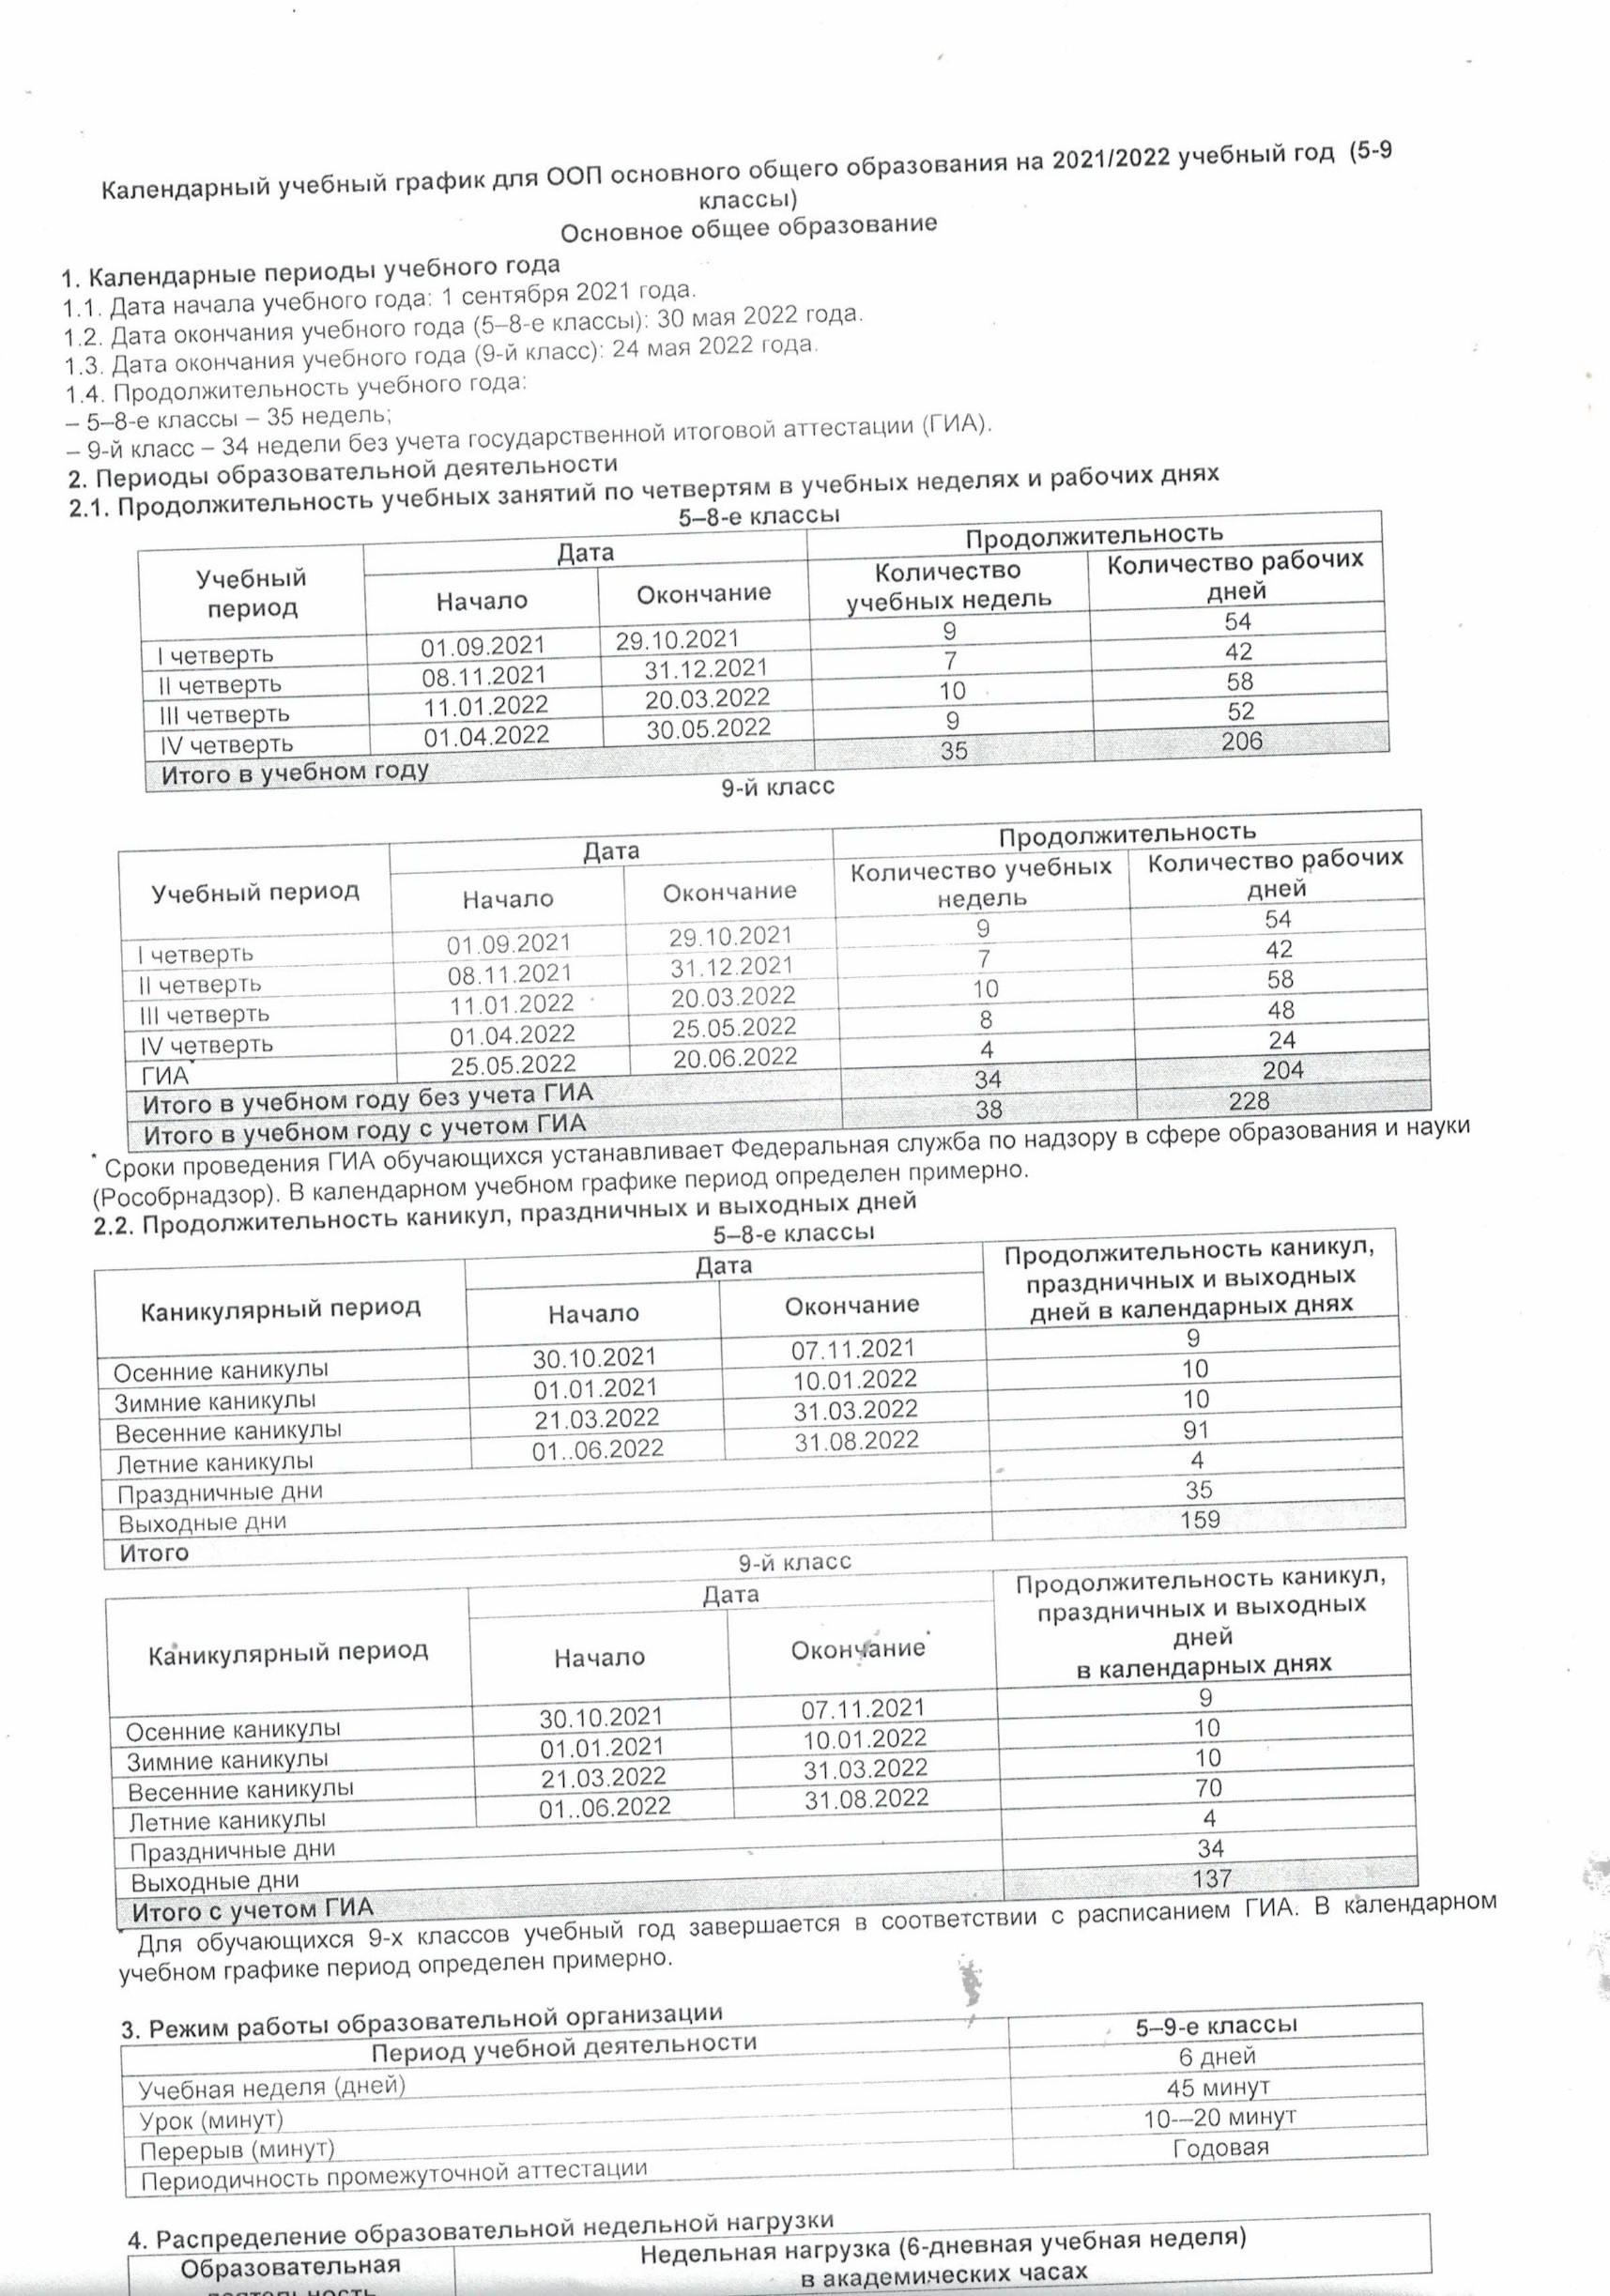 Календарный учебный график для ООП основного общего образования на 2021/2022 учебный год (5-9
классы)
Основное общее образование
1. Календарные периоды учебного года
1.1. Дата начала учебного года: 1 сентября 2021 года.
1.2. Дата окончания учебного года (5–8-е классы): 30 мая 2022 года.
1.3. Дата окончания учебного года (9-й класс): 24 мая 2022 года.
1.4. Продолжительность учебного года:
– 5–8-е классы – 35 недель;
– 9-й класс – 34 недели без учета государственной итоговой аттестации (ГИА).
2. Периоды образовательной деятельности
2.1. Продолжительность учебных занятий по четвертям в учебных неделях и рабочих днях
5–8-е классы
Учебный период Дата Продолжительность
Начало Окончание Количество учебных недель Количество рабочих дней
I четверть 01.09.2021 29.10.2021 9 54
II четверть 08.11.2021 31.12.2021 7 42
III четверть 11.01.2022 20.03.2022 10 58
IV четверть 01.04.2022 30.05.2022 9 52
Итого в учебном году 35 206
9-й класс
Учебный период Дата Продолжительность
Начало Окончание Количество учебных недель Количество рабочих дней
I четверть 01.09.2021 29.10.2021 9 54
II четверть 08.11.2021 31.12.2021 7 42
III четверть 11.01.2022 20.03.2022 10 58
IV четверть 01.04.2022 25.05.2022 8 48
ГИА* 25.05.2022 20.06.2022 4 24
Итого в учебном году без учета ГИА 34 204
Итого в учебном году с учетом ГИА 38 228
* Сроки проведения ГИА обучающихся устанавливает Федеральная служба по надзору в сфере образования и науки
(Рособрнадзор). В календарном учебном графике период определен примерно.
2.2. Продолжительность каникул, праздничных и выходных дней
5–8-е классы
Каникулярный период Дата Продолжительность каникул, праздничных и выходных дней в календарных днях
Начало Окончание
Осенние каникулы 30.10.2021 07.11.2021 9
Зимние каникулы 01.01.2021 10.01.2022 10
Весенние каникулы 21.03.2022 31.03.2022 10
Летние каникулы 01..06.2022 31.08.2022 91
Праздничные дни 4
Выходные дни 35
Итого 159
9-й класс
Каникулярный период Дата Продолжительность каникул, праздничных и выходных дней в календарных днях
Начало Окончание*
Осенние каникулы 30.10.2021 07.11.2021 9
Зимние каникулы 01.01.2021 10.01.2022 10
Весенние каникулы 21.03.2022 31.03.2022 10
Летние каникулы 01..06.2022 31.08.2022 70
Праздничные дни 4
Выходные дни 34
Итого с учетом ГИА 137
* Для обучающихся 9-х классов учебный год завершается в соответствии с расписанием ГИА. В календарном
учебном графике период определен примерно.
3. Режим работы образовательной организации
Период учебной деятельности 5–9-е классы
Учебная неделя (дней) 6 дней
Урок (минут) 45 минут
Перерыв (минут) 10-–20 минут
Периодичность промежуточной аттестации Годовая
4. Распределение образовательной недельной нагрузки
Образовательная Недельная нагрузка (6-дневная учебная неделя)
в академических часах